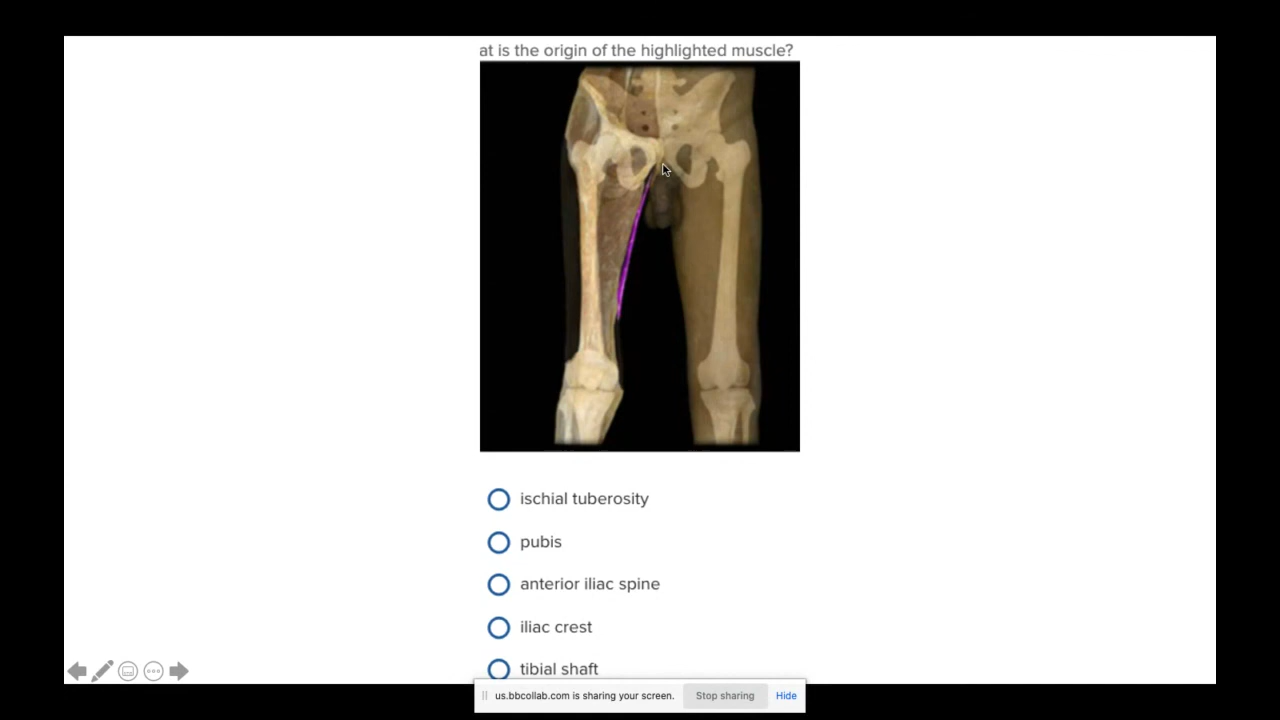 at is the origin of the highlighted muscle?
ischial tuberosity
pubis
anterior iliac spine
iliac crest
tibial shaft
us.bbcollab.com is sharing your screen. Stop sharing Hide